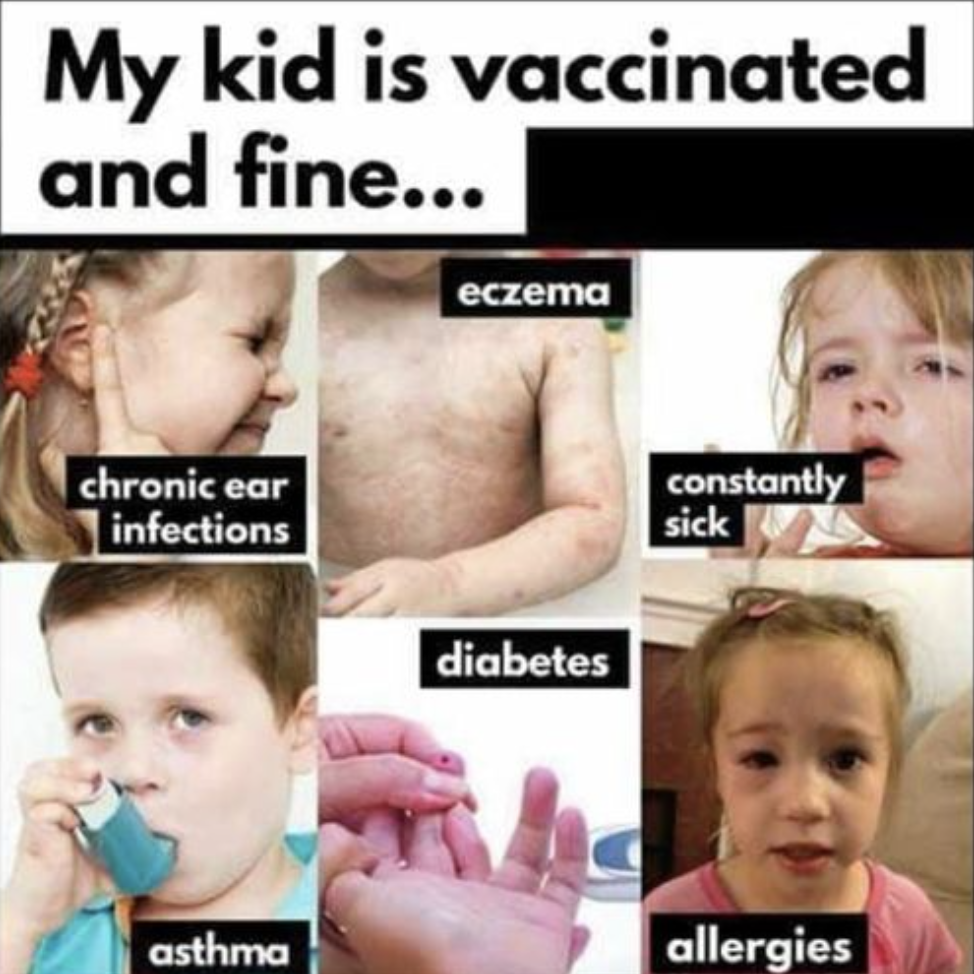 My kid is vaccinated
and fine...
eczema
chronic ear
infections
constantly
sick
diabetes
asthma
allergies